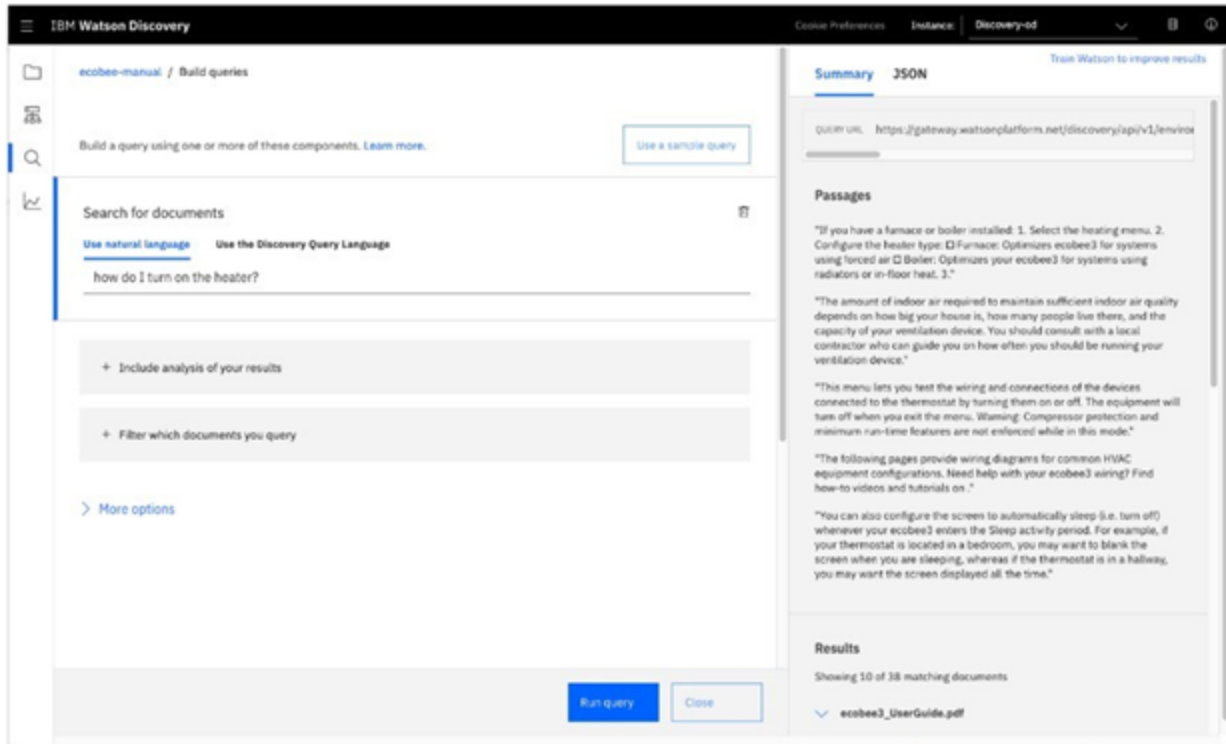 IBM Watson Discovery
Cookie Preferences
Instance:
Discovery-od
ecobee-manual / Build queries
Build a query using one or more of these components. Learn more.
Use a sample query
Search for documents
Use natural language
Use the Discovery Query Language
how do I turn on the heater?
+ Include analysis of your results
+ Filter which documents you query
More options
Run query
Close
Train Watson to improve results
Summary
JSON
QUERY URL
https://gateway.watsonplatform.net/discovery/api/v1/enviro
Passages
"If you have a furnace or boiler installed: 1. Select the heating menu. 2.
Configure the heater type: ☐ Furnace: Optimizes ecobee3 for systems
using forced air ☐ Boiler: Optimizes your ecobee3 for systems using
radiators or in-floor heat. 3."
"The amount of indoor air required to maintain sufficient indoor air quality
depends on how big your house is, how many people live there, and the
capacity of your ventilation device. You should consult with a local
contractor who can guide you on how often you should be running your
ventilation device."
"This menu lets you test the wiring and connections of the devices
connected to the thermostat by turning them on or off. The equipment will
turn off when you exit the menu. Warning: Compressor protection and
minimum run-time features are not enforced while in this mode."
"The following pages provide wiring diagrams for common HVAC
equipment configurations. Need help with your ecobee3 wiring? Find
how-to videos and tutorials on ."
"You can also configure the screen to automatically sleep (i.e. turn off)
whenever your ecobee3 enters the Sleep activity period. For example, if
your thermostat is located in a bedroom, you may want to blank the
screen when you are sleeping, whereas if the thermostat is in a hallway,
you may want the screen displayed all the time."
Results
Showing 10 of 38 matching documents
ecobee3_UserGuide.pdf